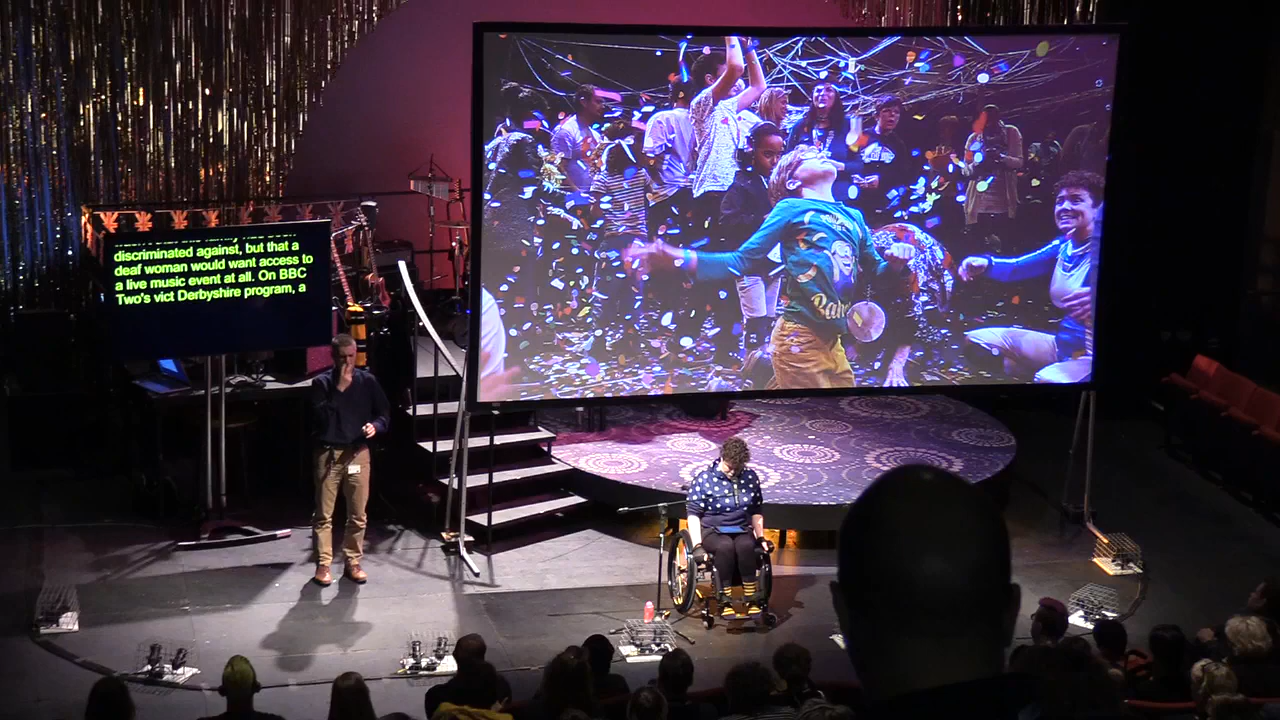 discriminated against, but that a
deaf woman would want access to
a live music event at all. On BBC
Two's vict Derbyshire program, a